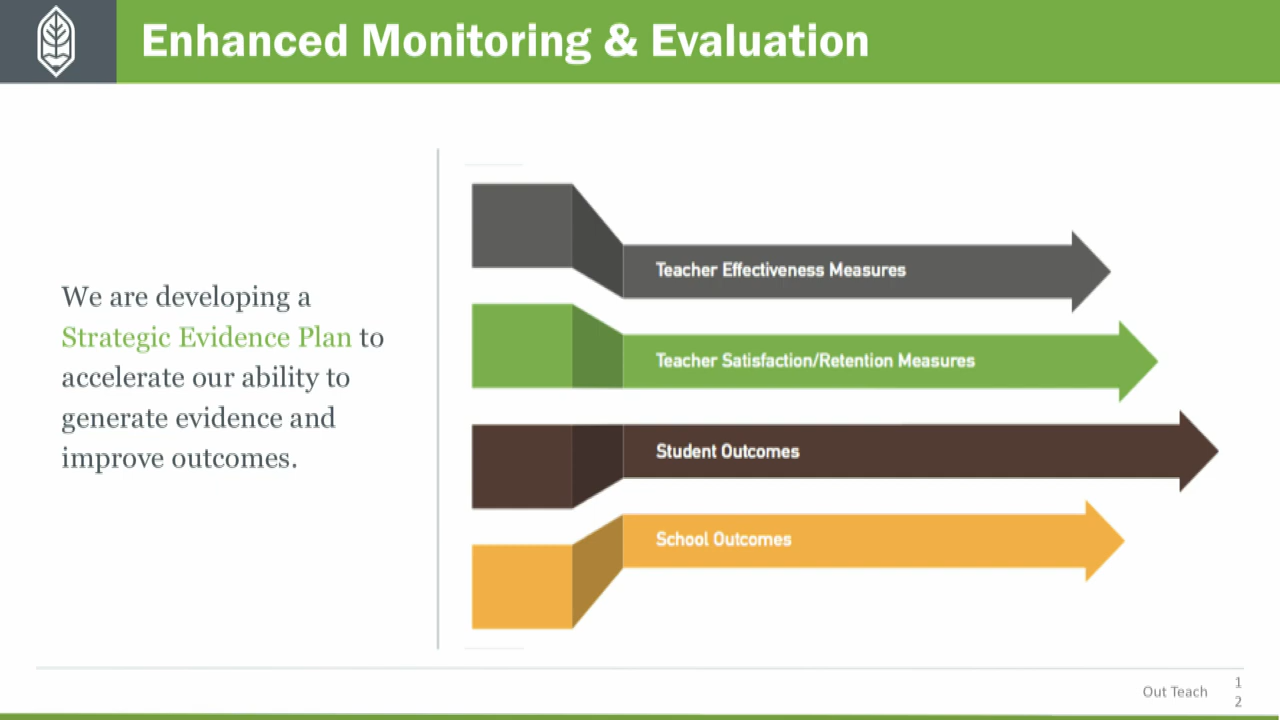 Enhanced Monitoring & Evaluation
We are developing a
Strategic Evidence Plan to
accelerate our ability to
generate evidence and
improve outcomes.
Teacher Effectiveness Measures
Teacher Satisfaction/Retention Measures
Student Outcomes
School Outcomes
Out Teach
1
2